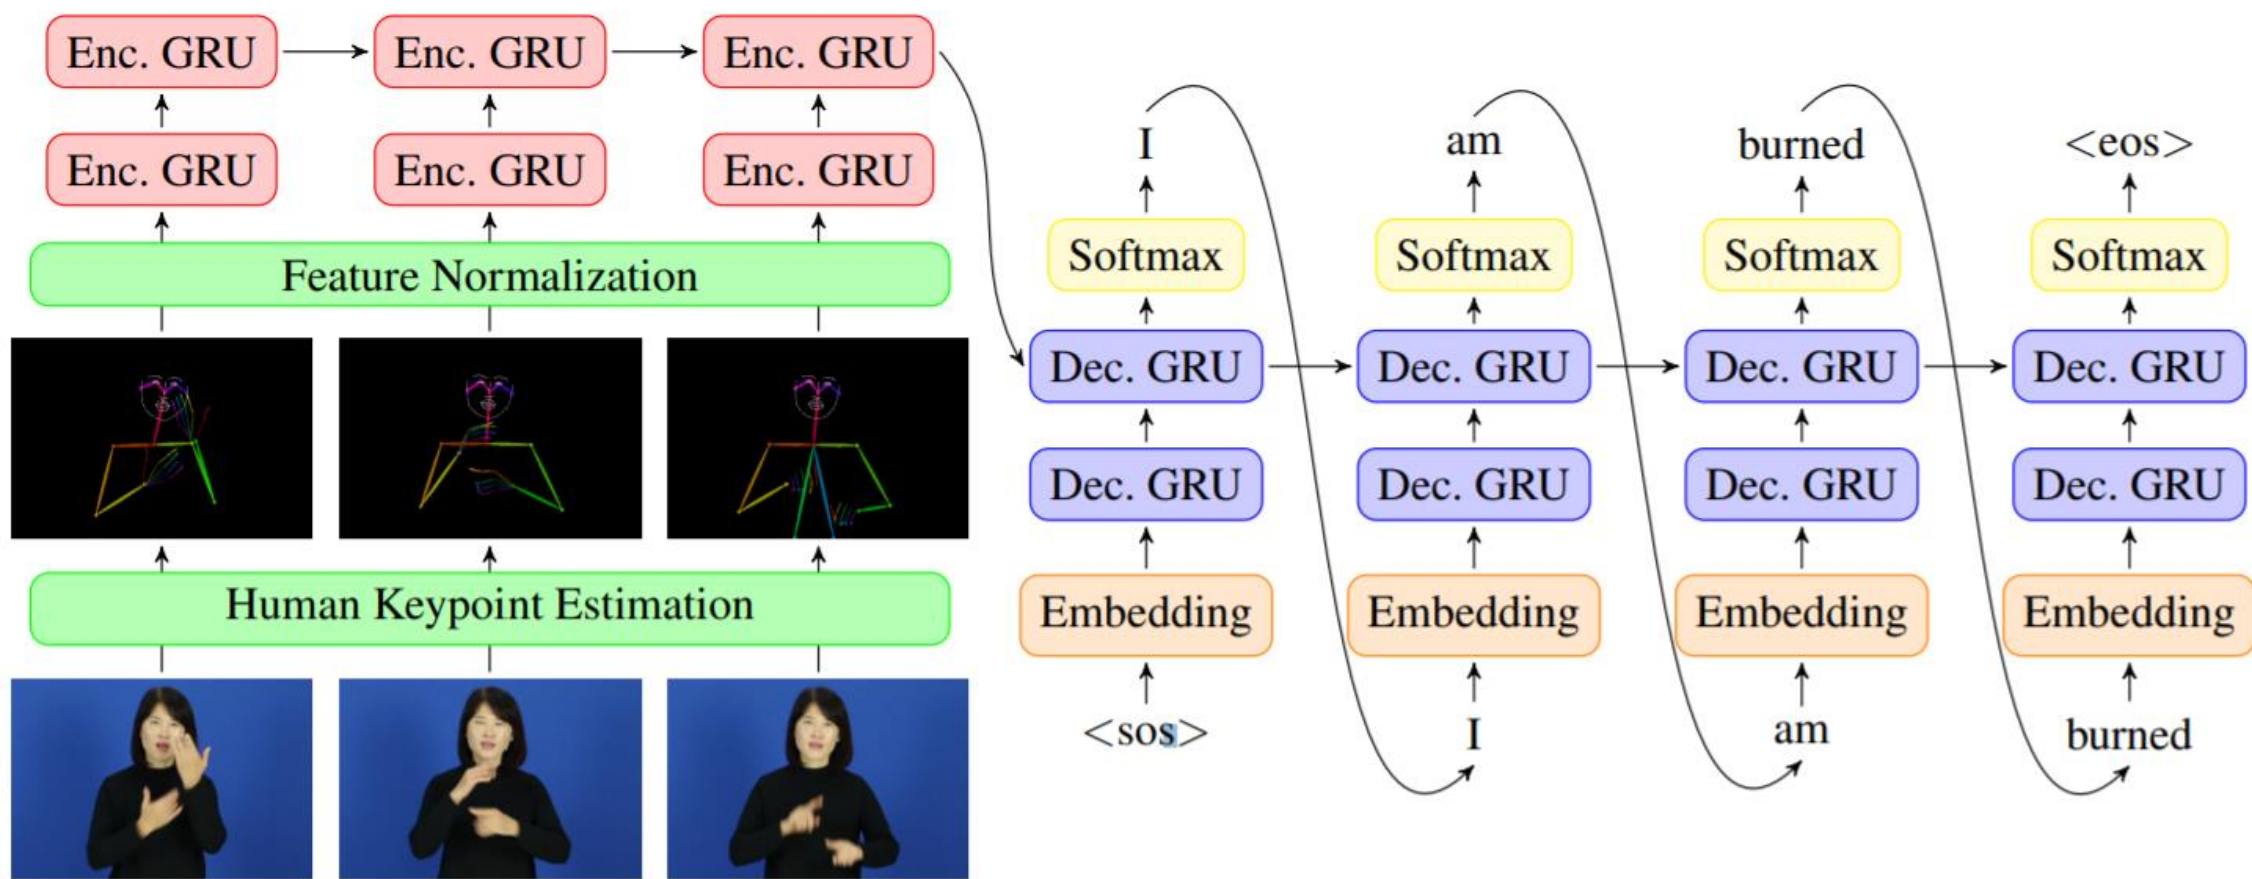 Enc. GRU Enc. GRU Enc. GRU
Enc. GRU Enc. GRU Enc. GRU
Feature Normalization
Human Keypoint Estimation
I am burned <eos>
Softmax Softmax Softmax Softmax
Dec. GRU Dec. GRU Dec. GRU Dec. GRU
Dec. GRU Dec. GRU Dec. GRU Dec. GRU
Embedding Embedding Embedding Embedding
<sos> I am burned